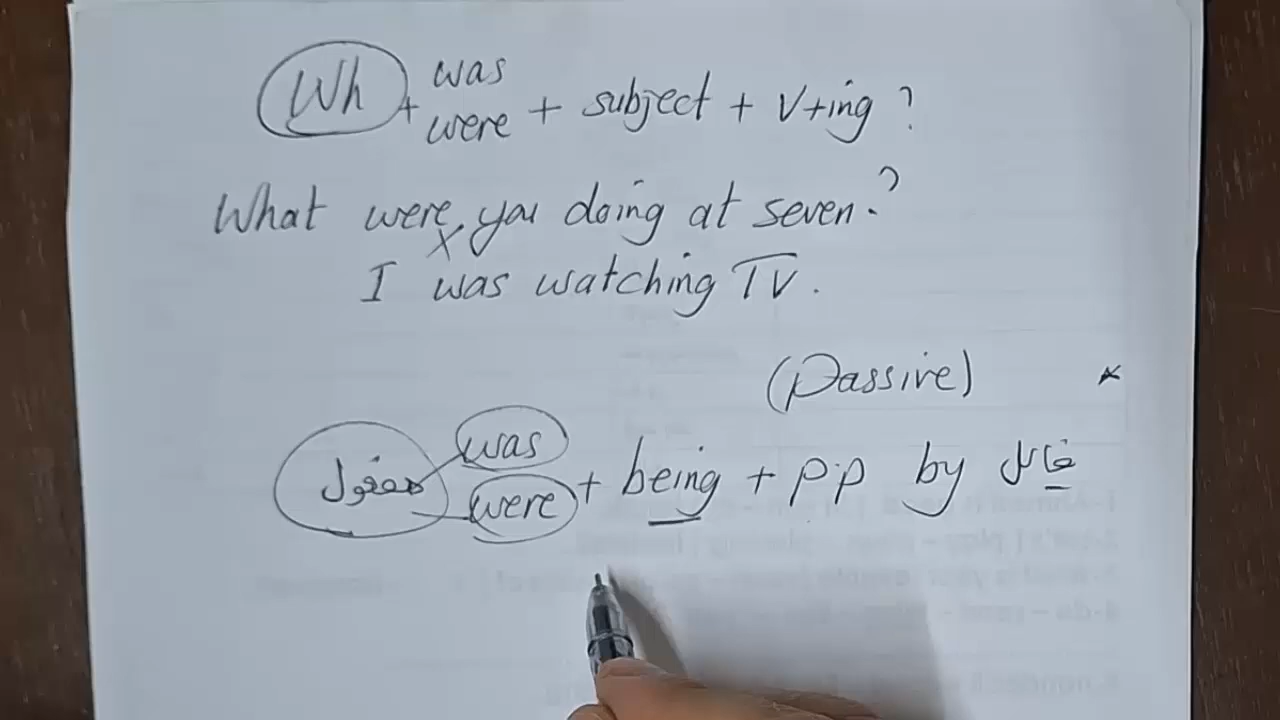 Wh + was were + subject + V+ing ?
What were you doing at seven.?
x
I was watching TV.
(Passive) *
مفعول was were + being + p.p by فاعل